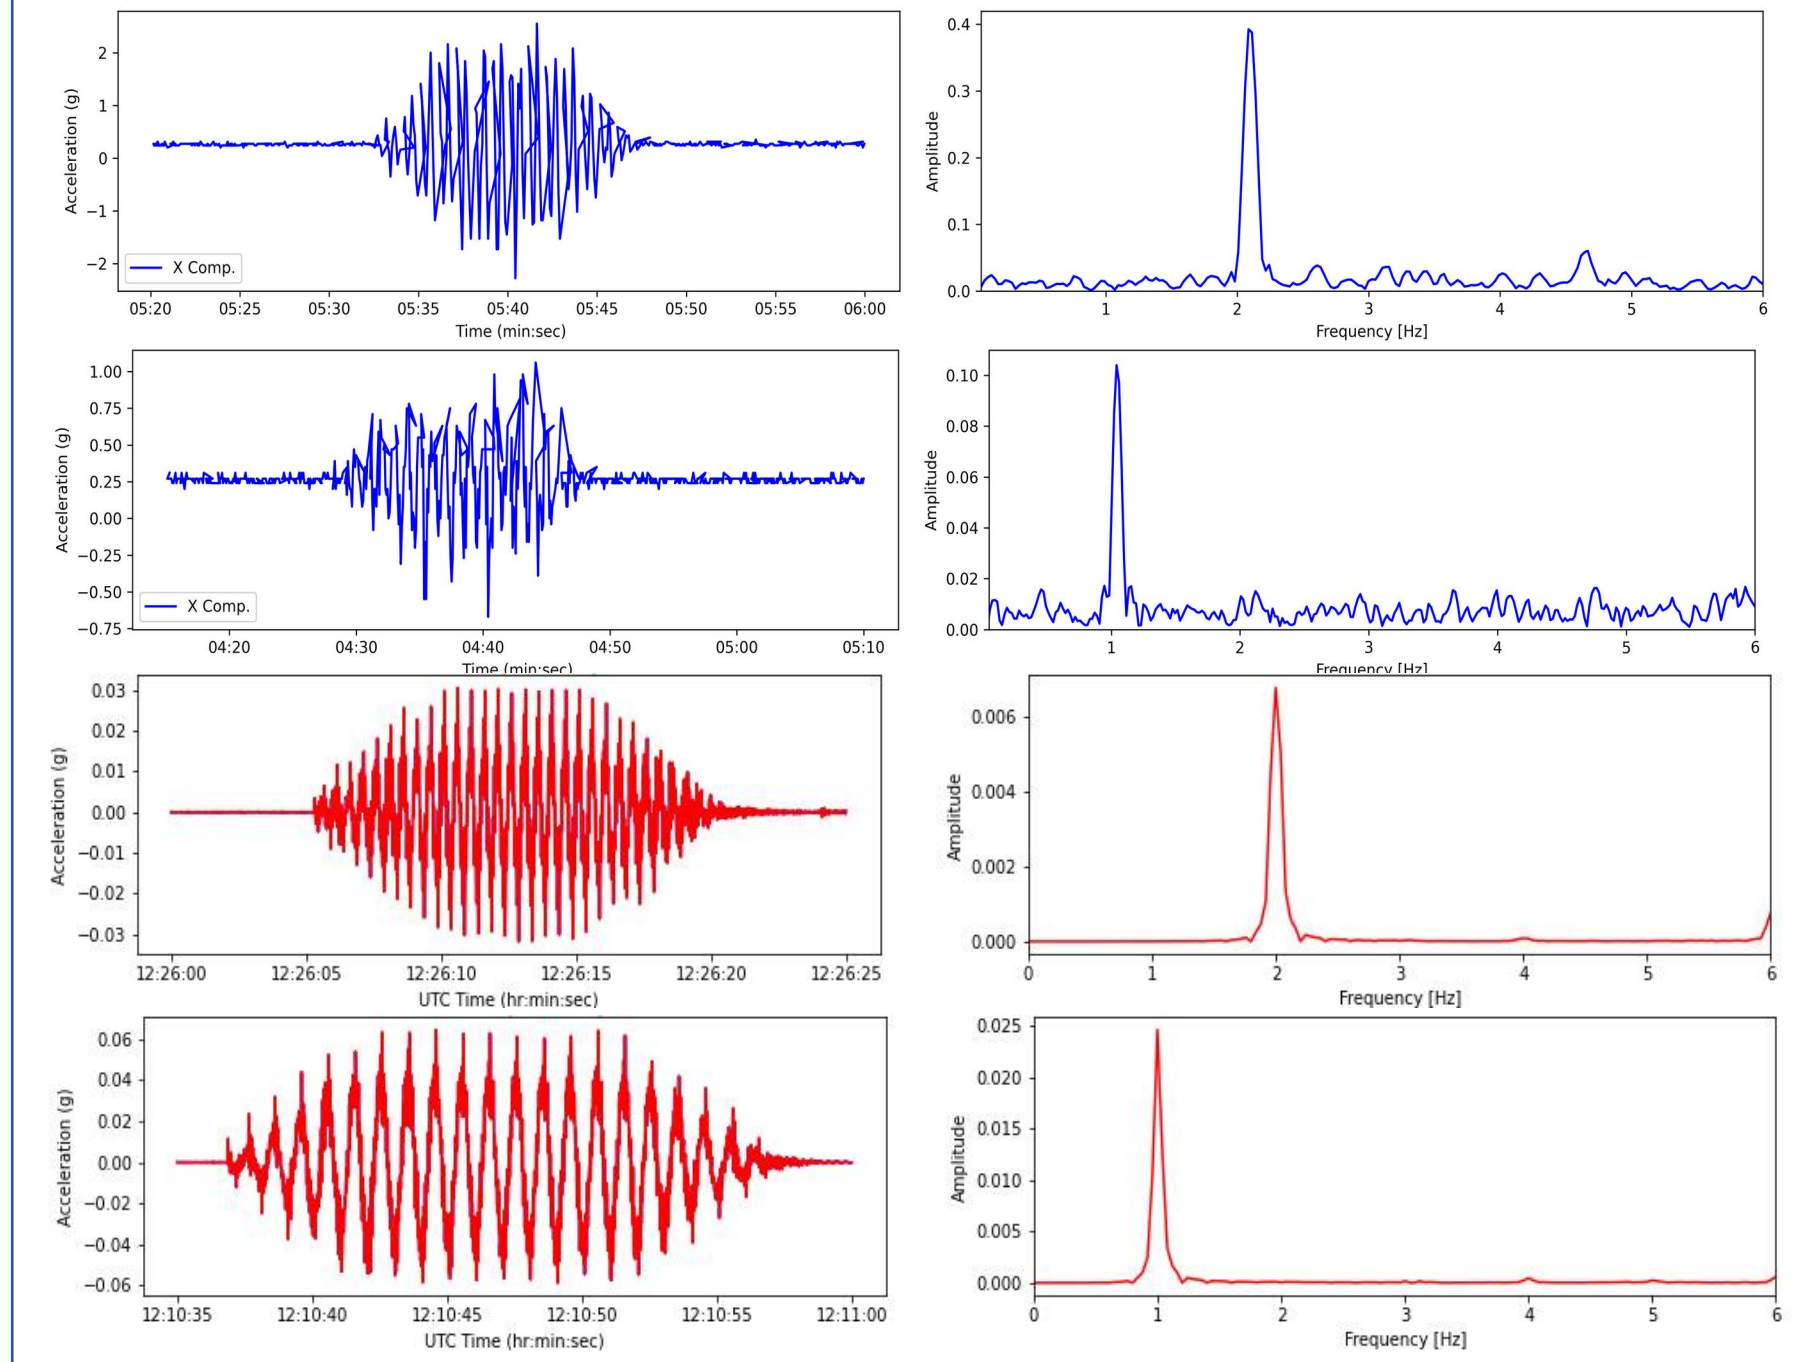 2
1
0
−1
−2
Acceleration (g)
X Comp.
05:20 05:25 05:30 05:35 05:40 05:45 05:50 05:55 06:00
Time (min:sec)
0.4
0.3
0.2
0.1
0.0
Amplitude
1 2 3 4 5 6
Frequency [Hz]
1.00
0.75
0.50
0.25
0.00
−0.25
−0.50
−0.75
Acceleration (g)
X Comp.
04:20 04:30 04:40 04:50 05:00 05:10
Time (min:sec)
0.10
0.08
0.06
0.04
0.02
0.00
Amplitude
1 2 3 4 5 6
Frequency [Hz]
0.03
0.02
0.01
0.00
−0.01
−0.02
−0.03
Acceleration (g)
12:26:00 12:26:05 12:26:10 12:26:15 12:26:20 12:26:25
UTC Time (hr:min:sec)
0.006
0.004
0.002
0.000
Amplitude
0 1 2 3 4 5 6
Frequency [Hz]
0.06
0.04
0.02
0.00
−0.02
−0.04
−0.06
Acceleration (g)
12:10:35 12:10:40 12:10:45 12:10:50 12:10:55 12:11:00
UTC Time (hr:min:sec)
0.025
0.020
0.015
0.010
0.005
0.000
Amplitude
0 1 2 3 4 5 6
Frequency [Hz]